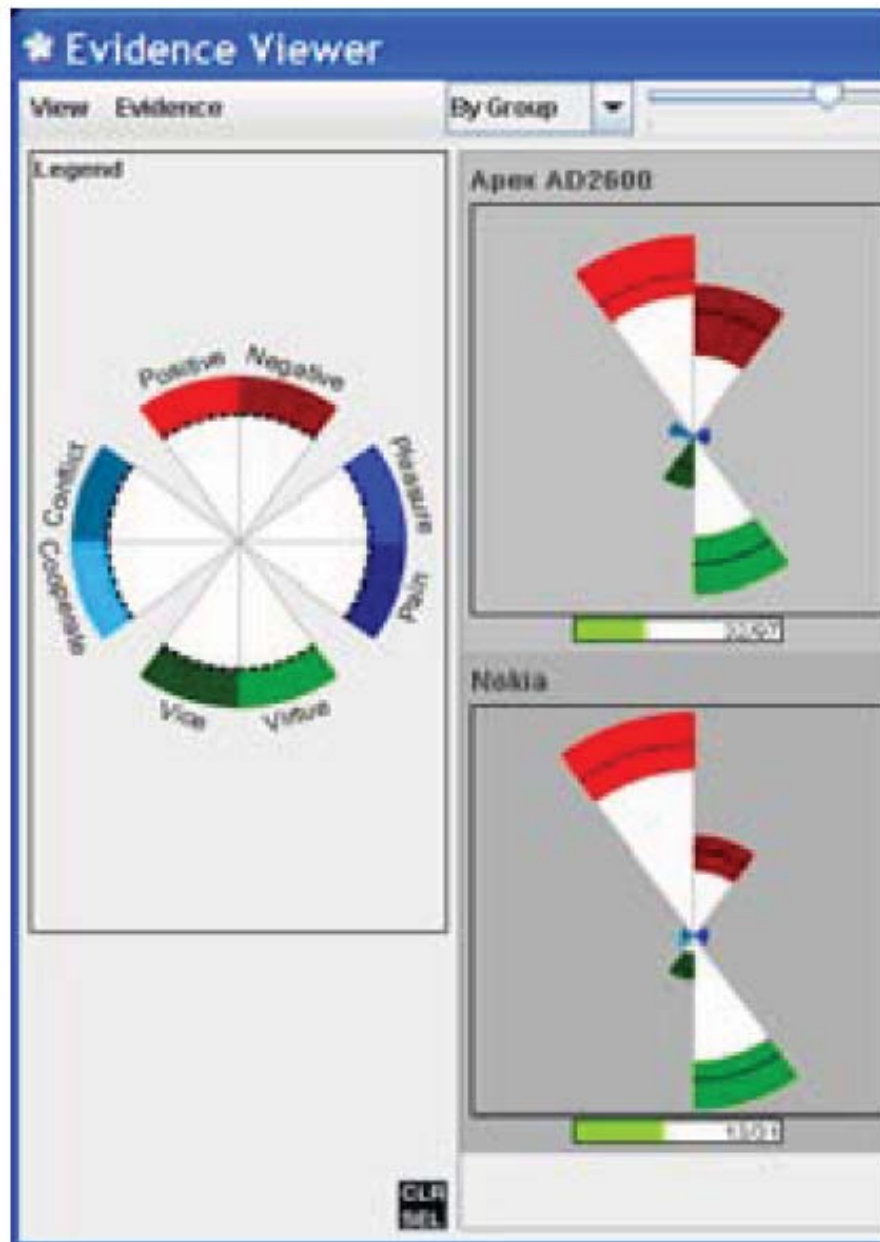 Evidence Viewer
View Evidence By Group
Legend
Positive Negative
Conflict Pleasure
Cooperate Pain
Vice Virtue
Apex AD2600
Nokia
CLR
SEL